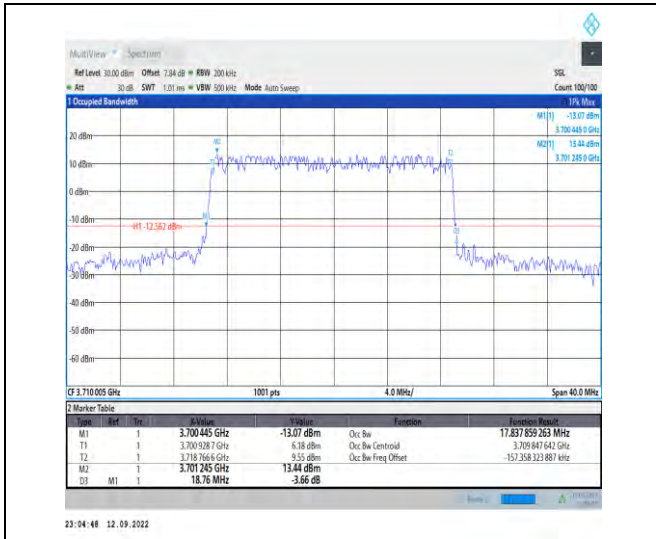 MultiView Spectrum
Ref Level 30.00 dBm Offset 7.84 dB RBW 200 kHz SGL
Att 30 dB SWT 1.01 ms VBW 500 kHz Mode Auto Sweep Count 100/100
1 Occupied Bandwidth 1Pk Max
M1[1] -13.07 dBm
3.700 445 0 GHz
M2[1] 13.44 dBm
3.701 245 0 GHz
20 dBm
10 dBm
0 dBm
-10 dBm
H1 -12.562 dBm
-20 dBm
-30 dBm
-40 dBm
-50 dBm
-60 dBm
M2
T2
M1
D3
CF 3.710 005 GHz 1001 pts 4.0 MHz/ Span 40.0 MHz
2 Marker Table
Type Ref Trc X-Value Y-Value Function Function Result
M1 1 3.700 445 GHz -13.07 dBm Occ Bw 17.837 859 263 MHz
T1 1 3.700 928 7 GHz 6.18 dBm Occ Bw Centroid 3.709 847 642 GHz
T2 1 3.718 766 6 GHz 9.55 dBm Occ Bw Freq Offset -157.358 323 887 kHz
M2 1 3.701 245 GHz 13.44 dBm
D3 M1 1 18.76 MHz -3.66 dB
23:04:48 12.09.2022